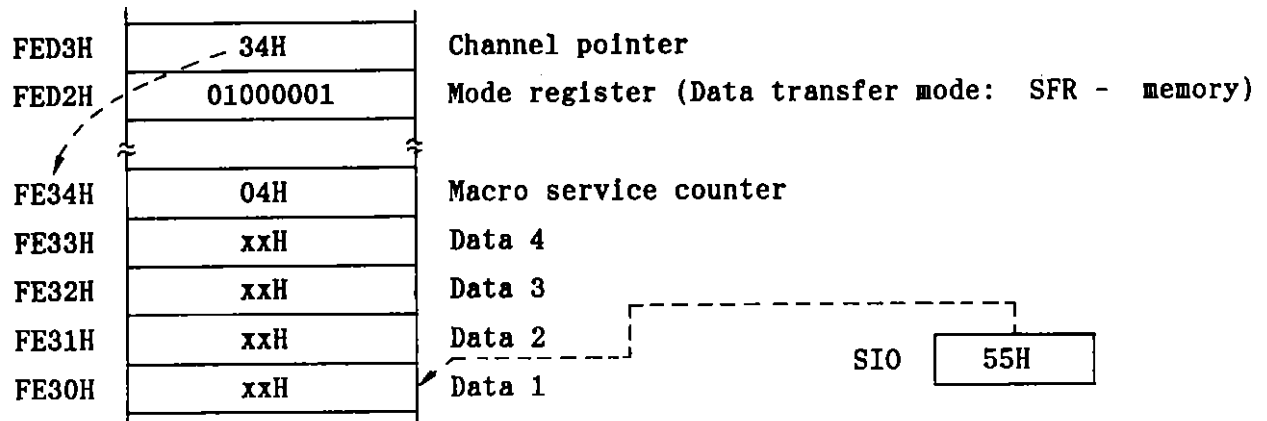 FED3H 34H Channel pointer
FED2H 01000001 Mode register (Data transfer mode: SFR - memory)
FE34H 04H Macro service counter
FE33H xxH Data 4
FE32H xxH Data 3
FE31H xxH Data 2
SIO 55H
FE30H xxH Data 1